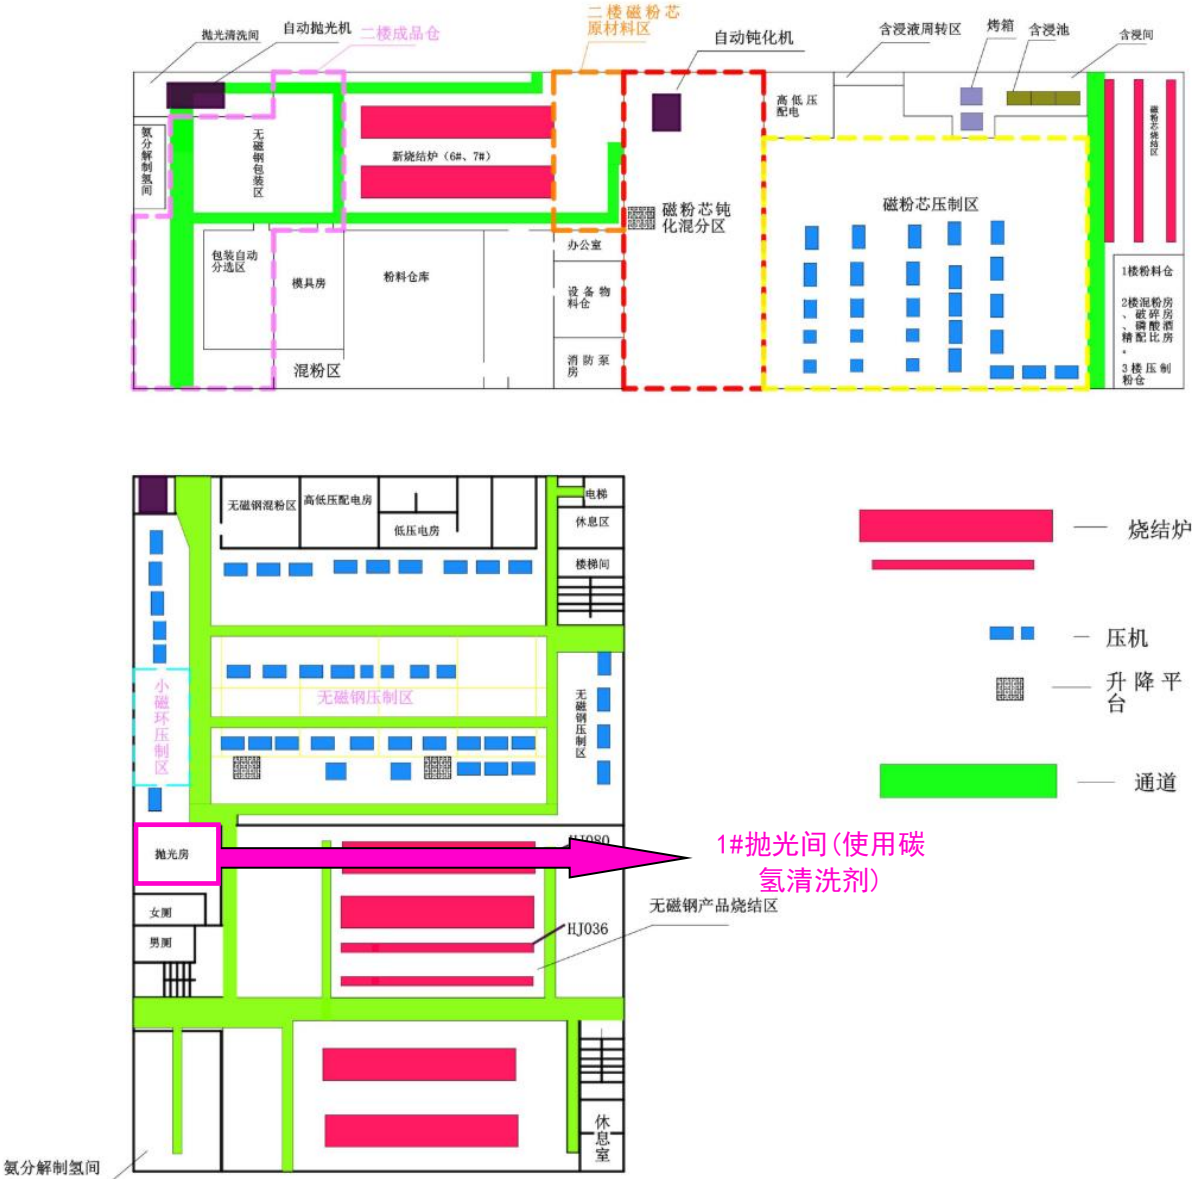 抛光清洗间
自动抛光机
二楼成品仓
二楼磁粉芯
原材料区
自动钝化机
含浸液周转区
烤箱
含浸池
含浸间
氨分解制氢间
无磁钢包装区
新烧结炉（6#、7#）
高低压
配电
磁粉芯烧结区
磁粉芯钝
化混分区
磁粉芯压制区
包装自动
分选区
模具房
粉料仓库
办公室
设备物
料仓
消防泵
房
混粉区
1楼粉料仓
2楼混粉房
、破碎房
、磷酸酒
精配比房
。
3楼压制
粉仓
无磁钢混粉区
高低压配电房
低压电房
电梯
休息区
楼梯间
小磁环压制区
无磁钢压制区
无磁钢压制区
抛光房
女厕
男厕
HJ080
HJ036
1#抛光间(使用碳
氢清洗剂)
无磁钢产品烧结区
休息室
氨分解制氢间
烧结炉
压机
升降平
台
通道